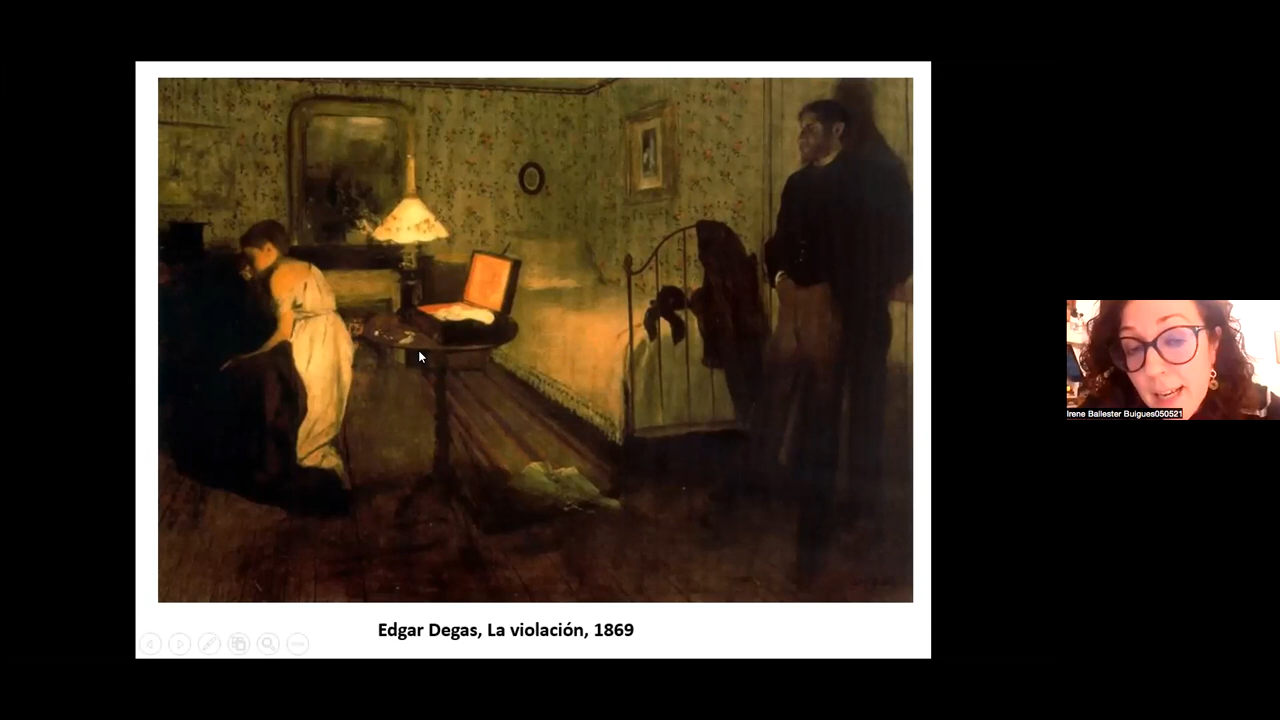 Edgar Degas, La violación, 1869
Irene Ballester Buigues050521